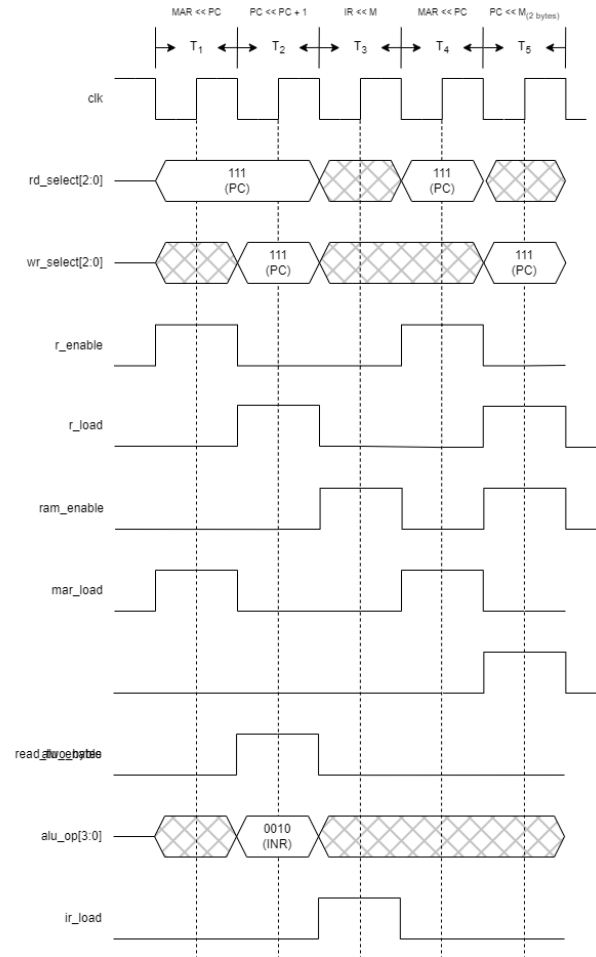 MAR << PC PC << PC + 1 IR << M MAR << PC PC << M(2 bytes)
T1 T2 T3 T4 T5
clk
rd_select[2:0] 111 111
(PC) (PC)
wr_select[2:0] 111 111
(PC) (PC)
r_enable
r_load
ram_enable
mar_load
alu_op[3:0] 0010
(INR)
ir_load